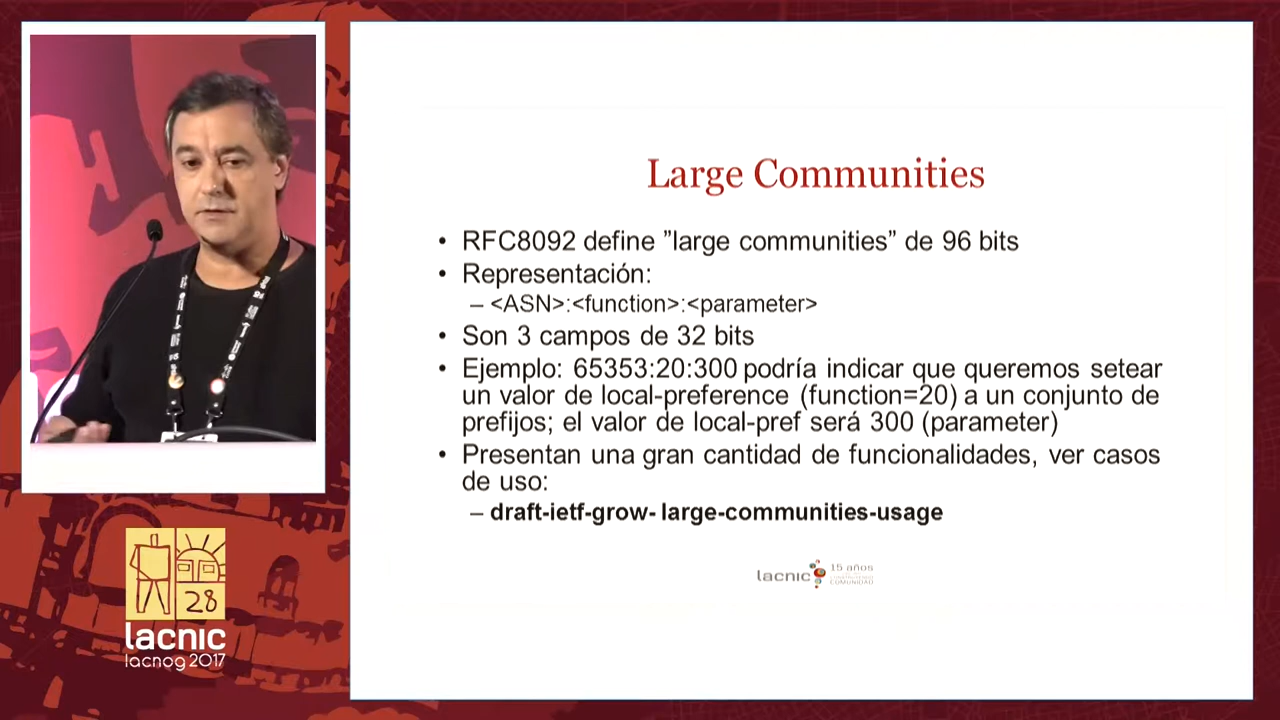 Large Communities
• RFC8092 define ”large communities” de 96 bits
• Representación:
– <ASN>:<function>:<parameter>
• Son 3 campos de 32 bits
• Ejemplo: 65353:20:300 podría indicar que queremos setear
un valor de local-preference (function=20) a un conjunto de
prefijos; el valor de local-pref será 300 (parameter)
• Presentan una gran cantidad de funcionalidades, ver casos
de uso:
– draft-ietf-grow- large-communities-usage
lacnic
15 años
CONSTRUYENDO
COMUNIDAD
28
lacnic
lacnog 2017